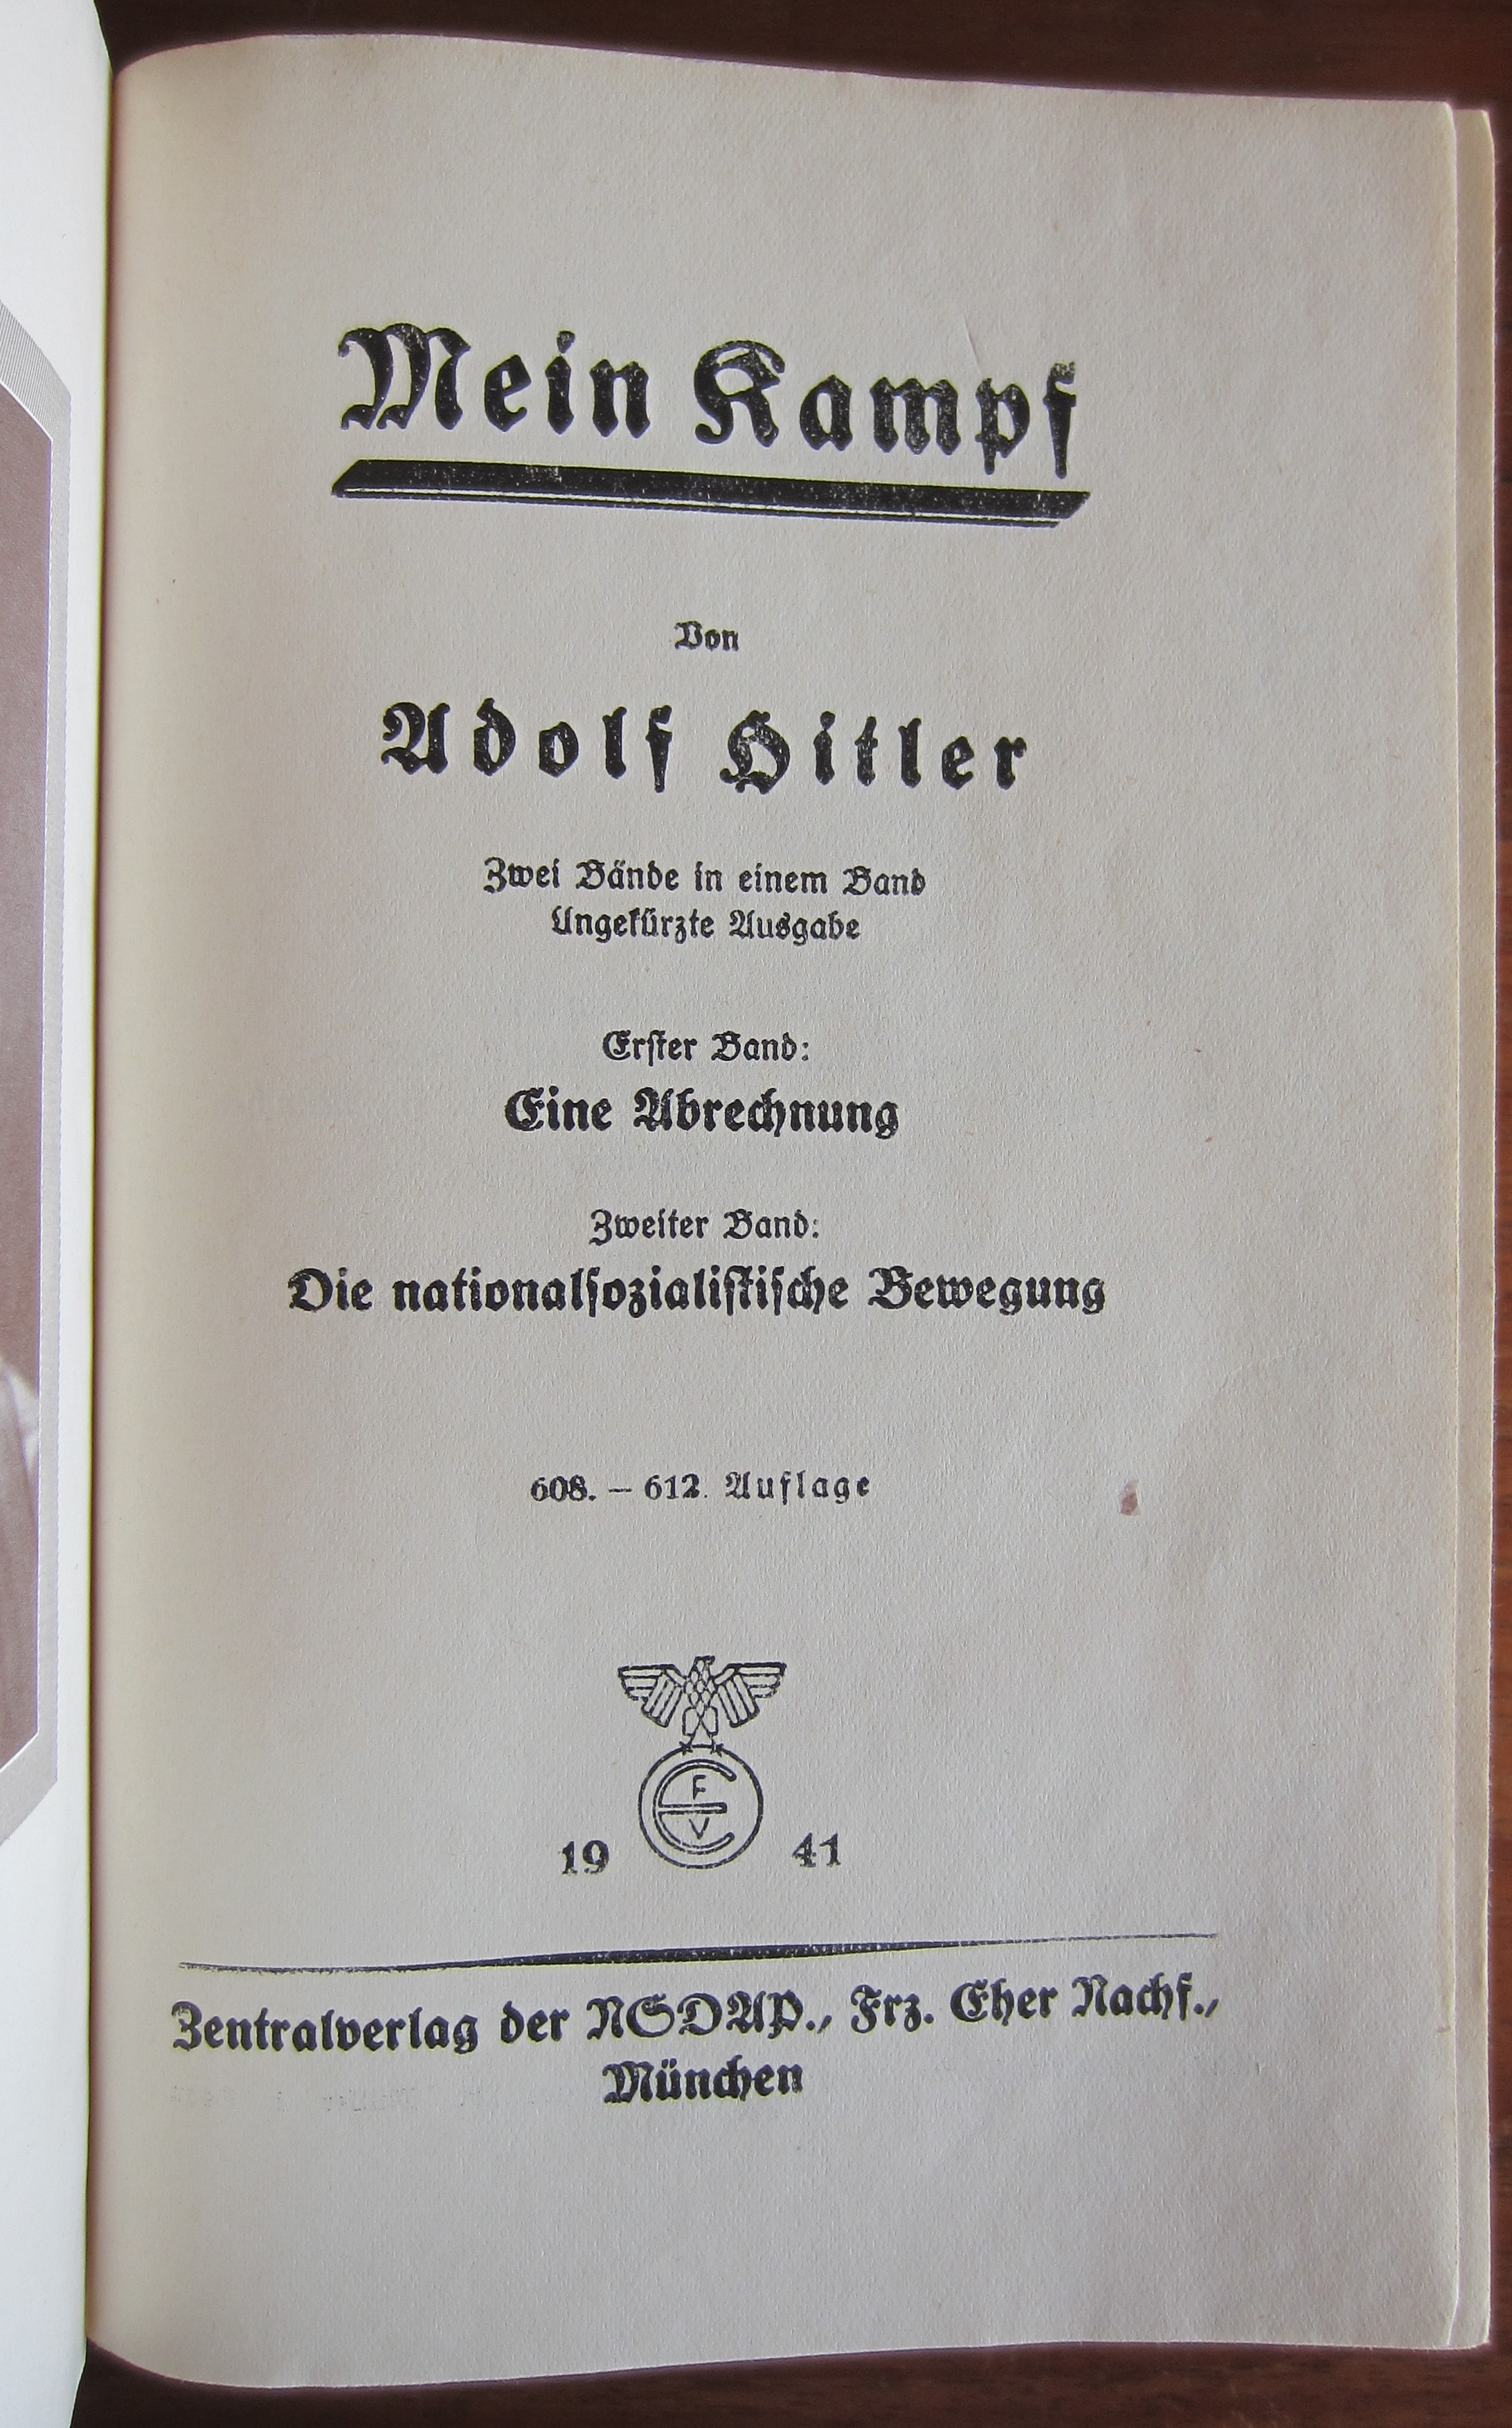 Mein Kampf
Von
Adolf Hitler
Zwei Bände in einem Band
Ungekürzte Ausgabe
Erster Band:
Eine Abrechnung
Zweiter Band:
Die nationalsozialistische Bewegung
608. – 612. Auflage
F
E
V
19 41
Zentralverlag der NSDAP., Frz. Eher Nachf.,
München